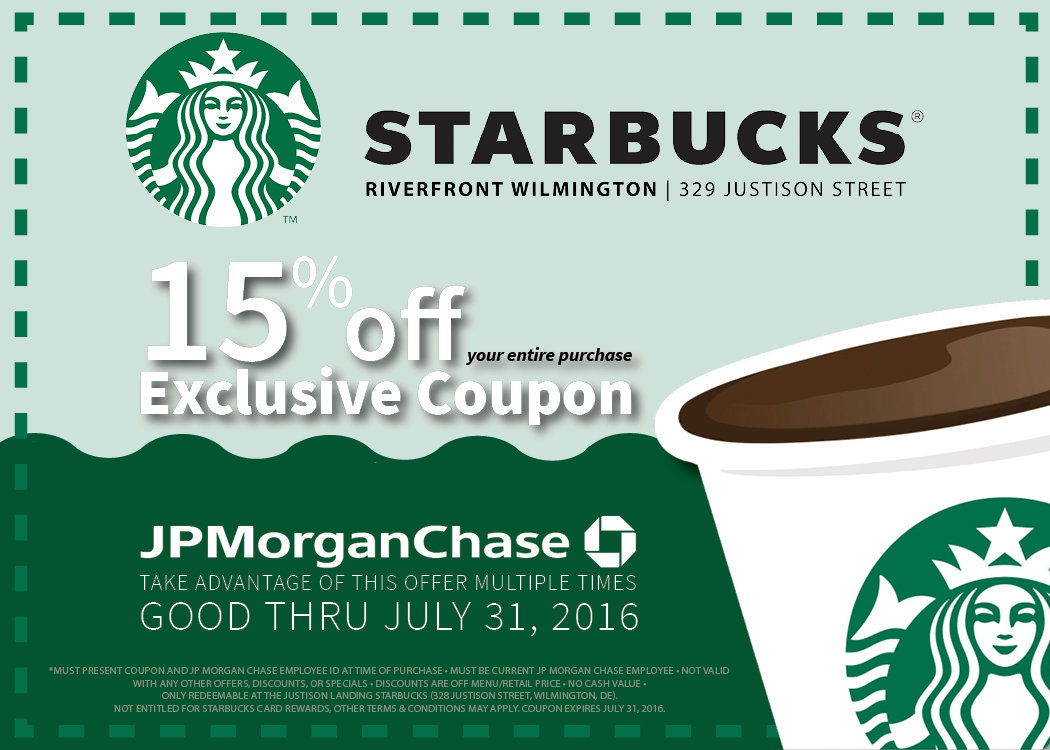 TM
STARBUCKS®
RIVERFRONT WILMINGTON | 329 JUSTISON STREET
15% off your entire purchase
Exclusive Coupon
JPMorganChase
TAKE ADVANTAGE OF THIS OFFER MULTIPLE TIMES
GOOD THRU JULY 31, 2016
*MUST PRESENT COUPON AND JP MORGAN CHASE EMPLOYEE ID AT TIME OF PURCHASE • MUST BE CURRENT JP MORGAN CHASE EMPLOYEE • NOT VALID
WITH ANY OTHER OFFERS, DISCOUNTS, OR SPECIALS • DISCOUNTS ARE OFF MENU/RETAIL PRICE • NO CASH VALUE •
ONLY REDEEMABLE AT THE JUSTISON LANDING STARBUCKS (328 JUSTISON STREET, WILMINGTON, DE).
NOT ENTITLED FOR STARBUCKS CARD REWARDS, OTHER TERMS & CONDITIONS MAY APPLY. COUPON EXPIRES JULY 31, 2016.